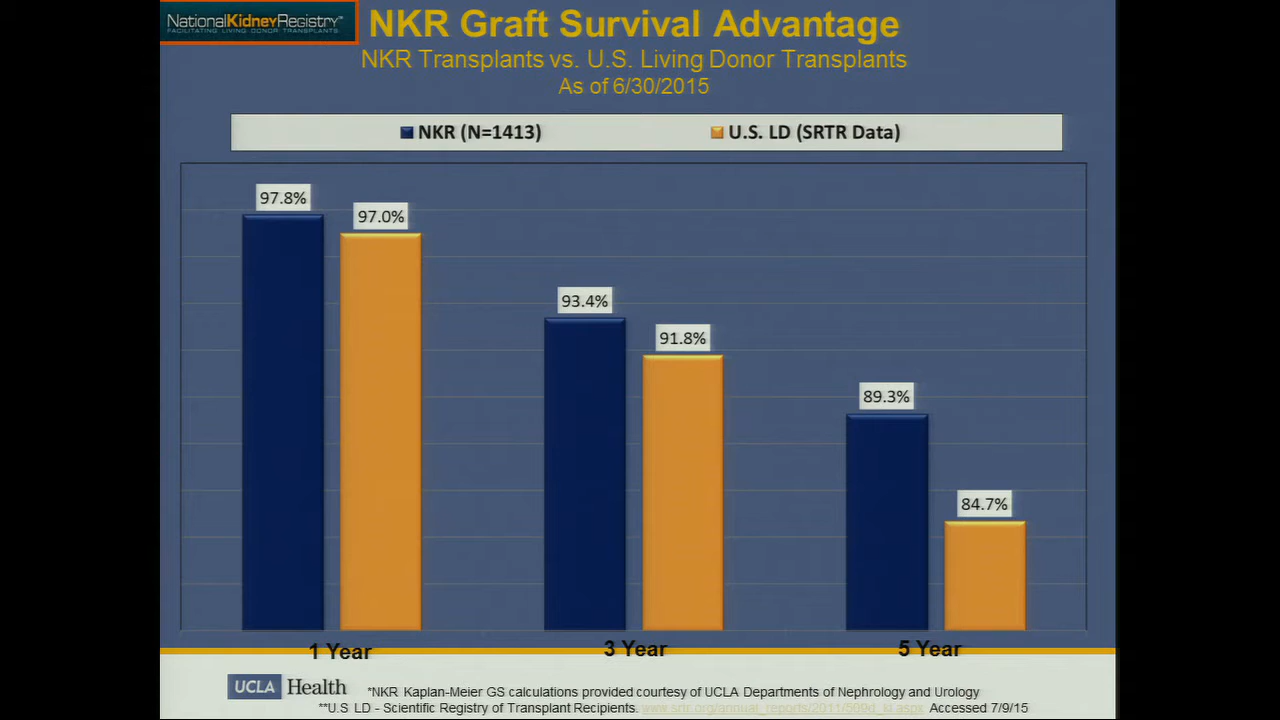 NationalKidneyRegistry™
FACILITATING LIVING DONOR TRANSPLANTS
NKR Graft Survival Advantage
NKR Transplants vs. U.S. Living Donor Transplants
As of 6/30/2015
NKR (N=1413) U.S. LD (SRTR Data)
97.8%
97.0%
93.4%
91.8%
89.3%
84.7%
1 Year 3 Year 5 Year
UCLA Health
*NKR Kaplan-Meier GS calculations provided courtesy of UCLA Departments of Nephrology and Urology
**U.S LD - Scientific Registry of Transplant Recipients. Accessed 7/9/15